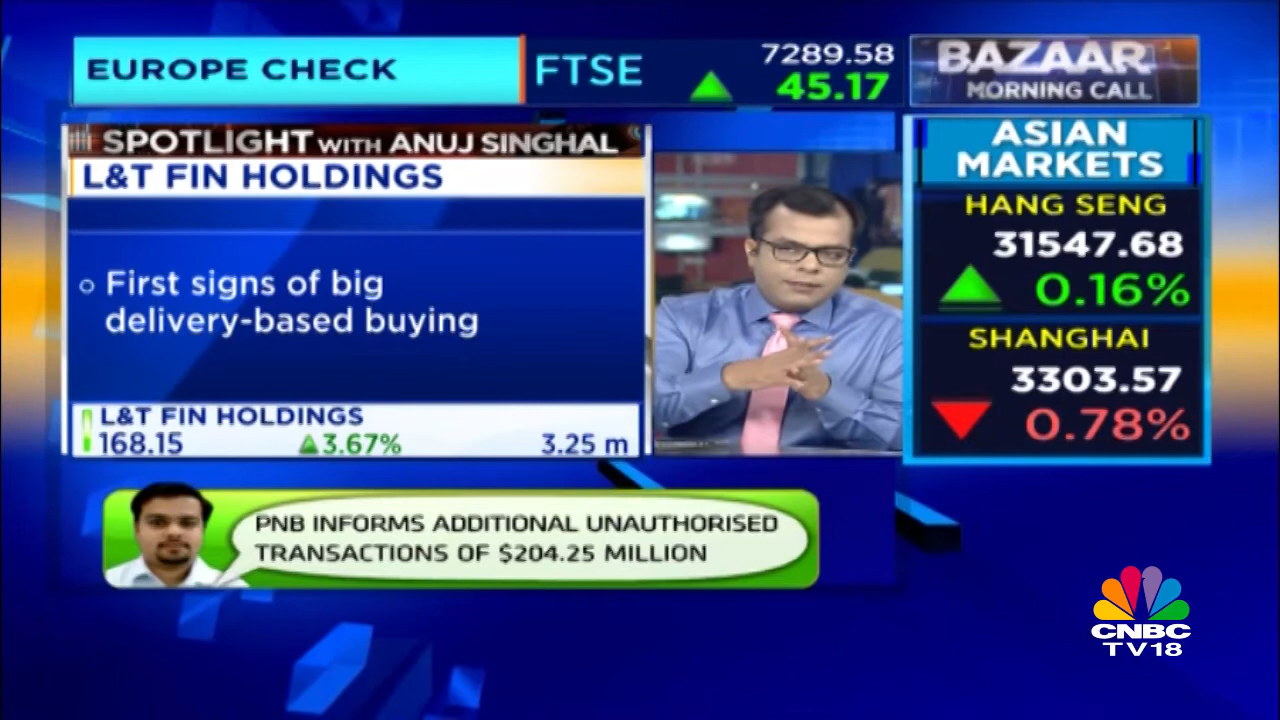 EUROPE CHECK
FTSE
7289.58
45.17
BAZAAR
MORNING CALL
SPOTLIGHT WITH ANUJ SINGHAL
L&T FIN HOLDINGS
First signs of big
delivery-based buying
L&T FIN HOLDINGS
168.15 3.67% 3.25 m
ASIAN
MARKETS
HANG SENG
31547.68
0.16%
SHANGHAI
3303.57
0.78%
PNB INFORMS ADDITIONAL UNAUTHORISED
TRANSACTIONS OF $204.25 MILLION
CNBC
TV18